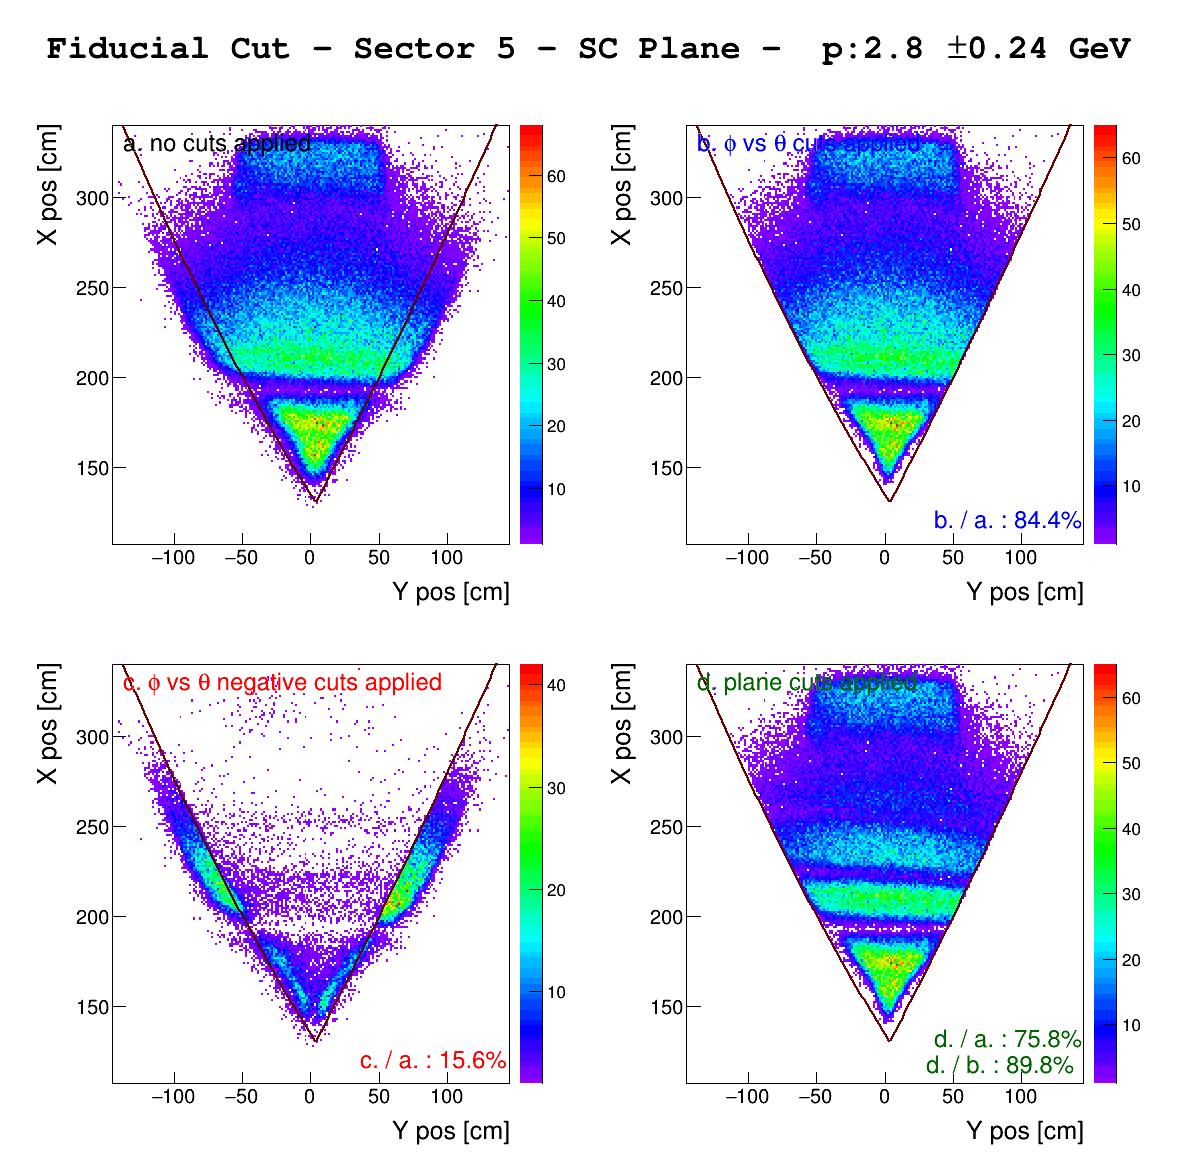 Fiducial Cut − Sector 5 − SC Plane − p:2.8 ±0.24 GeV
X pos [cm]
a. no cuts applied
300
250
200
150
−100 −50 0 50 100
Y pos [cm]
60
50
40
30
20
10
X pos [cm]
b. ϕ vs θ cuts applied
300
250
200
150
b. / a. : 84.4%
−100 −50 0 50 100
Y pos [cm]
60
50
40
30
20
10
X pos [cm]
c. ϕ vs θ negative cuts applied
300
250
200
150
c. / a. : 15.6%
−100 −50 0 50 100
Y pos [cm]
40
30
20
10
X pos [cm]
d. plane cuts applied
300
250
200
150
d. / a. : 75.8%
d. / b. : 89.8%
−100 −50 0 50 100
Y pos [cm]
60
50
40
30
20
10